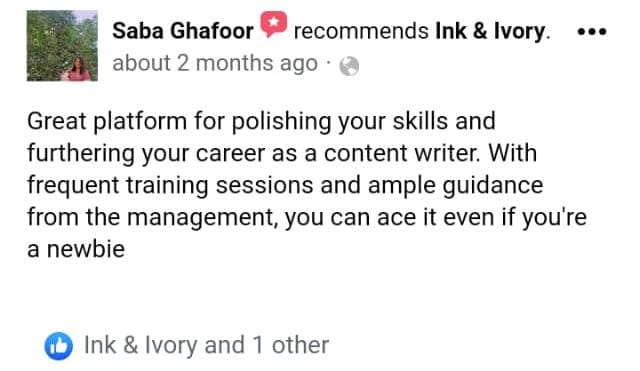 Saba Ghafoor recommends Ink & Ivory.
about 2 months ago ·
Great platform for polishing your skills and
furthering your career as a content writer. With
frequent training sessions and ample guidance
from the management, you can ace it even if you're
a newbie
Ink & Ivory and 1 other